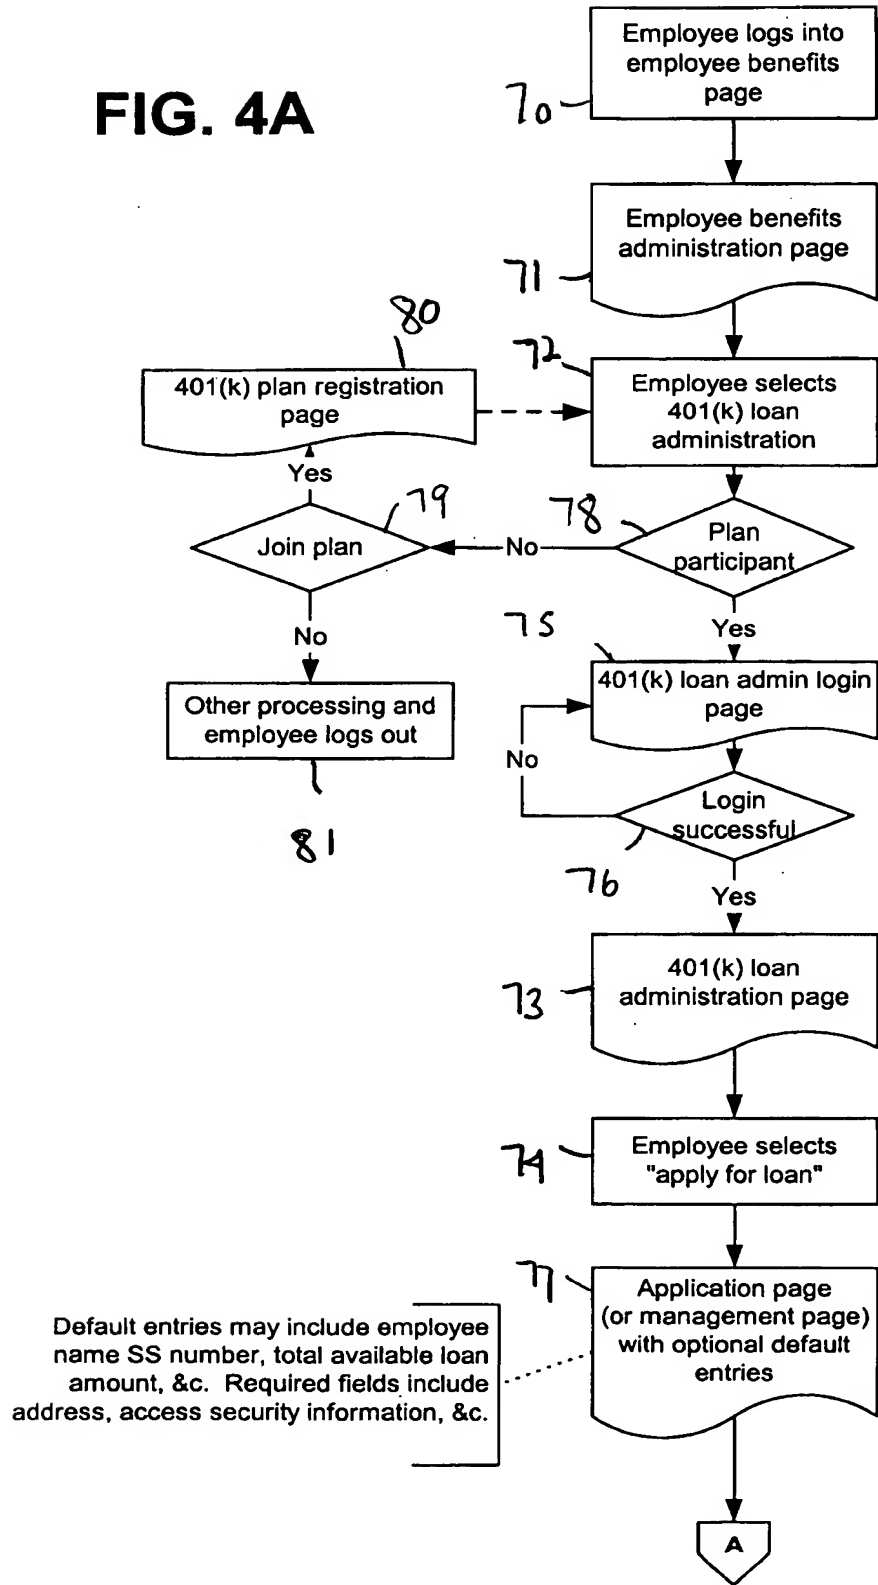 FIG. 4A
Employee logs into
employee benefits
page
70
Employee benefits
administration page
71
80
72
401(k) plan registration
page
Employee selects
401(k) loan
administration
Yes
79
78
Join plan
No
Plan
participant
75
Yes
No
401(k) loan admin login
page
Other processing and
employee logs out
No
81
Login
successful
76
Yes
401(k) loan
administration page
73
Employee selects
"apply for loan"
74
77
Application page
(or management page)
with optional default
entries
Default entries may include employee
name SS number, total available loan
amount, &c. Required fields include
address, access security information, &c.
A